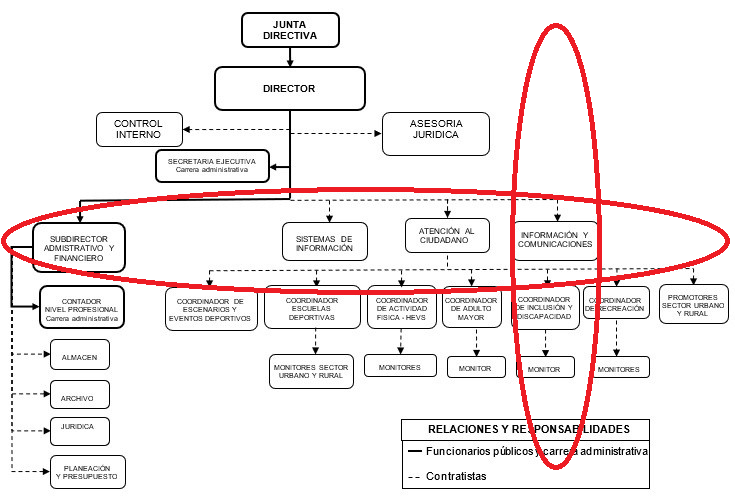 JUNTA
DIRECTIVA
DIRECTOR
CONTROL
INTERNO
ASESORIA
JURIDICA
SECRETARIA EJECUTIVA
Carrera administrativa
SUBDIRECTOR
ADMISTRATIVO Y
FINANCIERO
SISTEMAS DE
INFORMACIÓN
ATENCIÓN AL
CIUDADANO
INFORMACIÓN Y
COMUNICACIONES
CONTADOR
NIVEL PROFESIONAL
Carrera administrativa
COORDINADOR DE
ESCENARIOS Y
EVENTOS DEPORTIVOS
COORDINADOR
ESCUELAS
DEPORTIVAS
COORDINADOR
DE ACTIVIDAD
FISICA - HEVS
COORDINADOR
DE ADULTO
MAYOR
COORDINADOR
DE INCLUSIÓN Y
DISCAPACIDAD
COORDINADOR
DE RECREACIÓN
PROMOTORES
SECTOR URBANO
Y RURAL
ALMACEN
MONITORES SECTOR
URBANO Y RURAL
MONITORES
MONITOR
MONITOR
MONITORES
ARCHIVO
JURIDICA
PLANEACIÓN
Y PRESUPUESTO
RELACIONES Y RESPONSABILIDADES
Funcionarios públicos y carrera administrativa
Contratistas